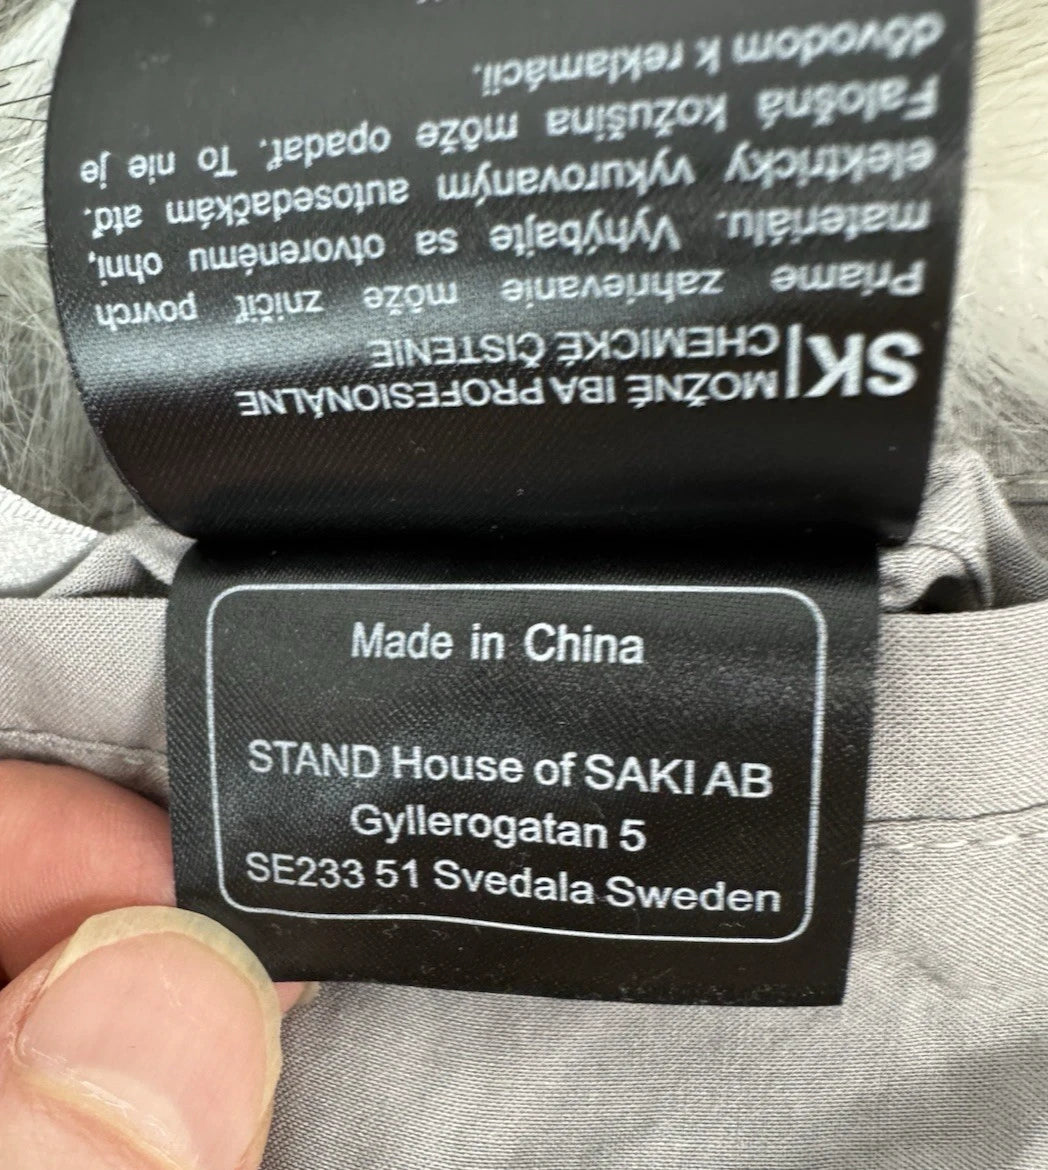 SK|MOŽNÉ IBA PROFESIONÁLNE
CHEMICKÉ ČISTENIE
Priame zahrievanie môže zničiť povrch
materiálu. Vyhýbajte sa otvorenému ohni,
elektricky vykurovaným autosedačkám atď.
Falošná kožušina môže opadať. To nie je
dôvodom k reklamácii.
Made in China
STAND House of SAKI AB
Gyllerogatan 5
SE233 51 Svedala Sweden